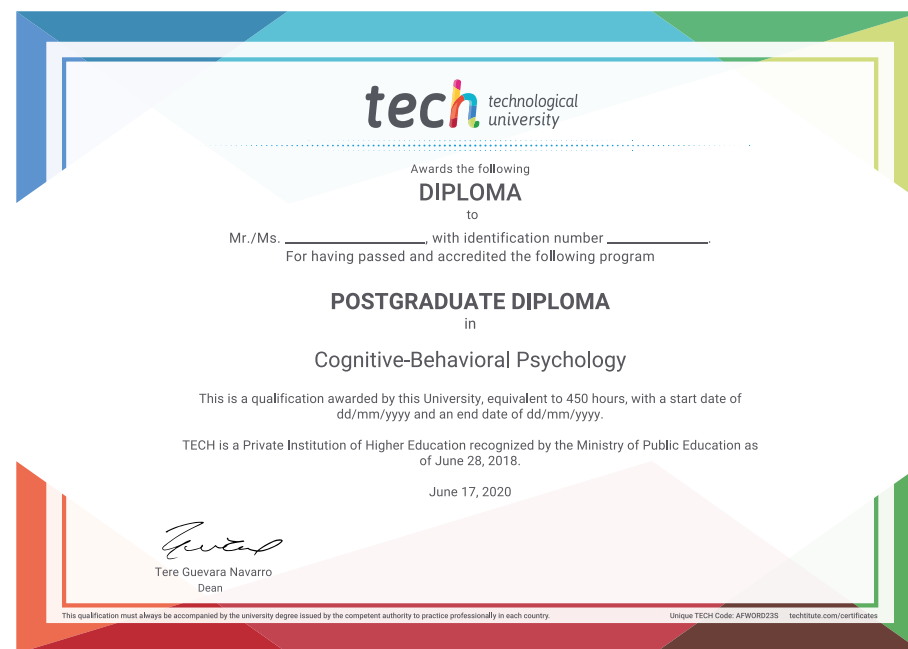 tech technological
university
Awards the following
DIPLOMA
to
Mr./Ms. ____________________, with identification number ______________.
For having passed and accredited the following program
POSTGRADUATE DIPLOMA
in
Cognitive-Behavioral Psychology
This is a qualification awarded by this University, equivalent to 450 hours, with a start date of
dd/mm/yyyy and an end date of dd/mm/yyyy.
TECH is a Private Institution of Higher Education recognized by the Ministry of Public Education as
of June 28, 2018.
June 17, 2020
Tere Guevara Navarro
Dean
This qualification must always be accompanied by the university degree issued by the competent authority to practice professionally in each country.
Unique TECH Code: AFWORD23S techtitute.com/certificates